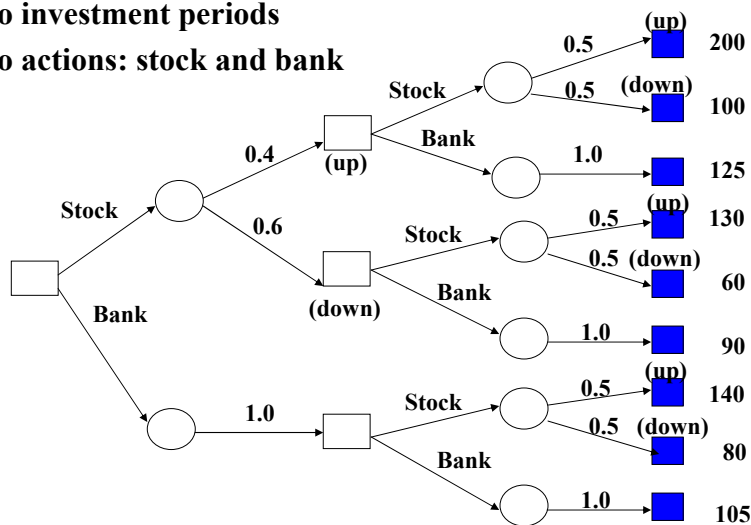 o investment periods
o actions: stock and bank
(up)
0.5
200
Stock
0.5
(down)
100
0.4
(up)
Bank
1.0
125
Stock
0.6
(up)
130
Stock
0.5
0.5 (down)
60
(down)
Bank
1.0
90
Bank
(up)
140
0.5
Stock
1.0
0.5 (down)
80
Bank
1.0
105